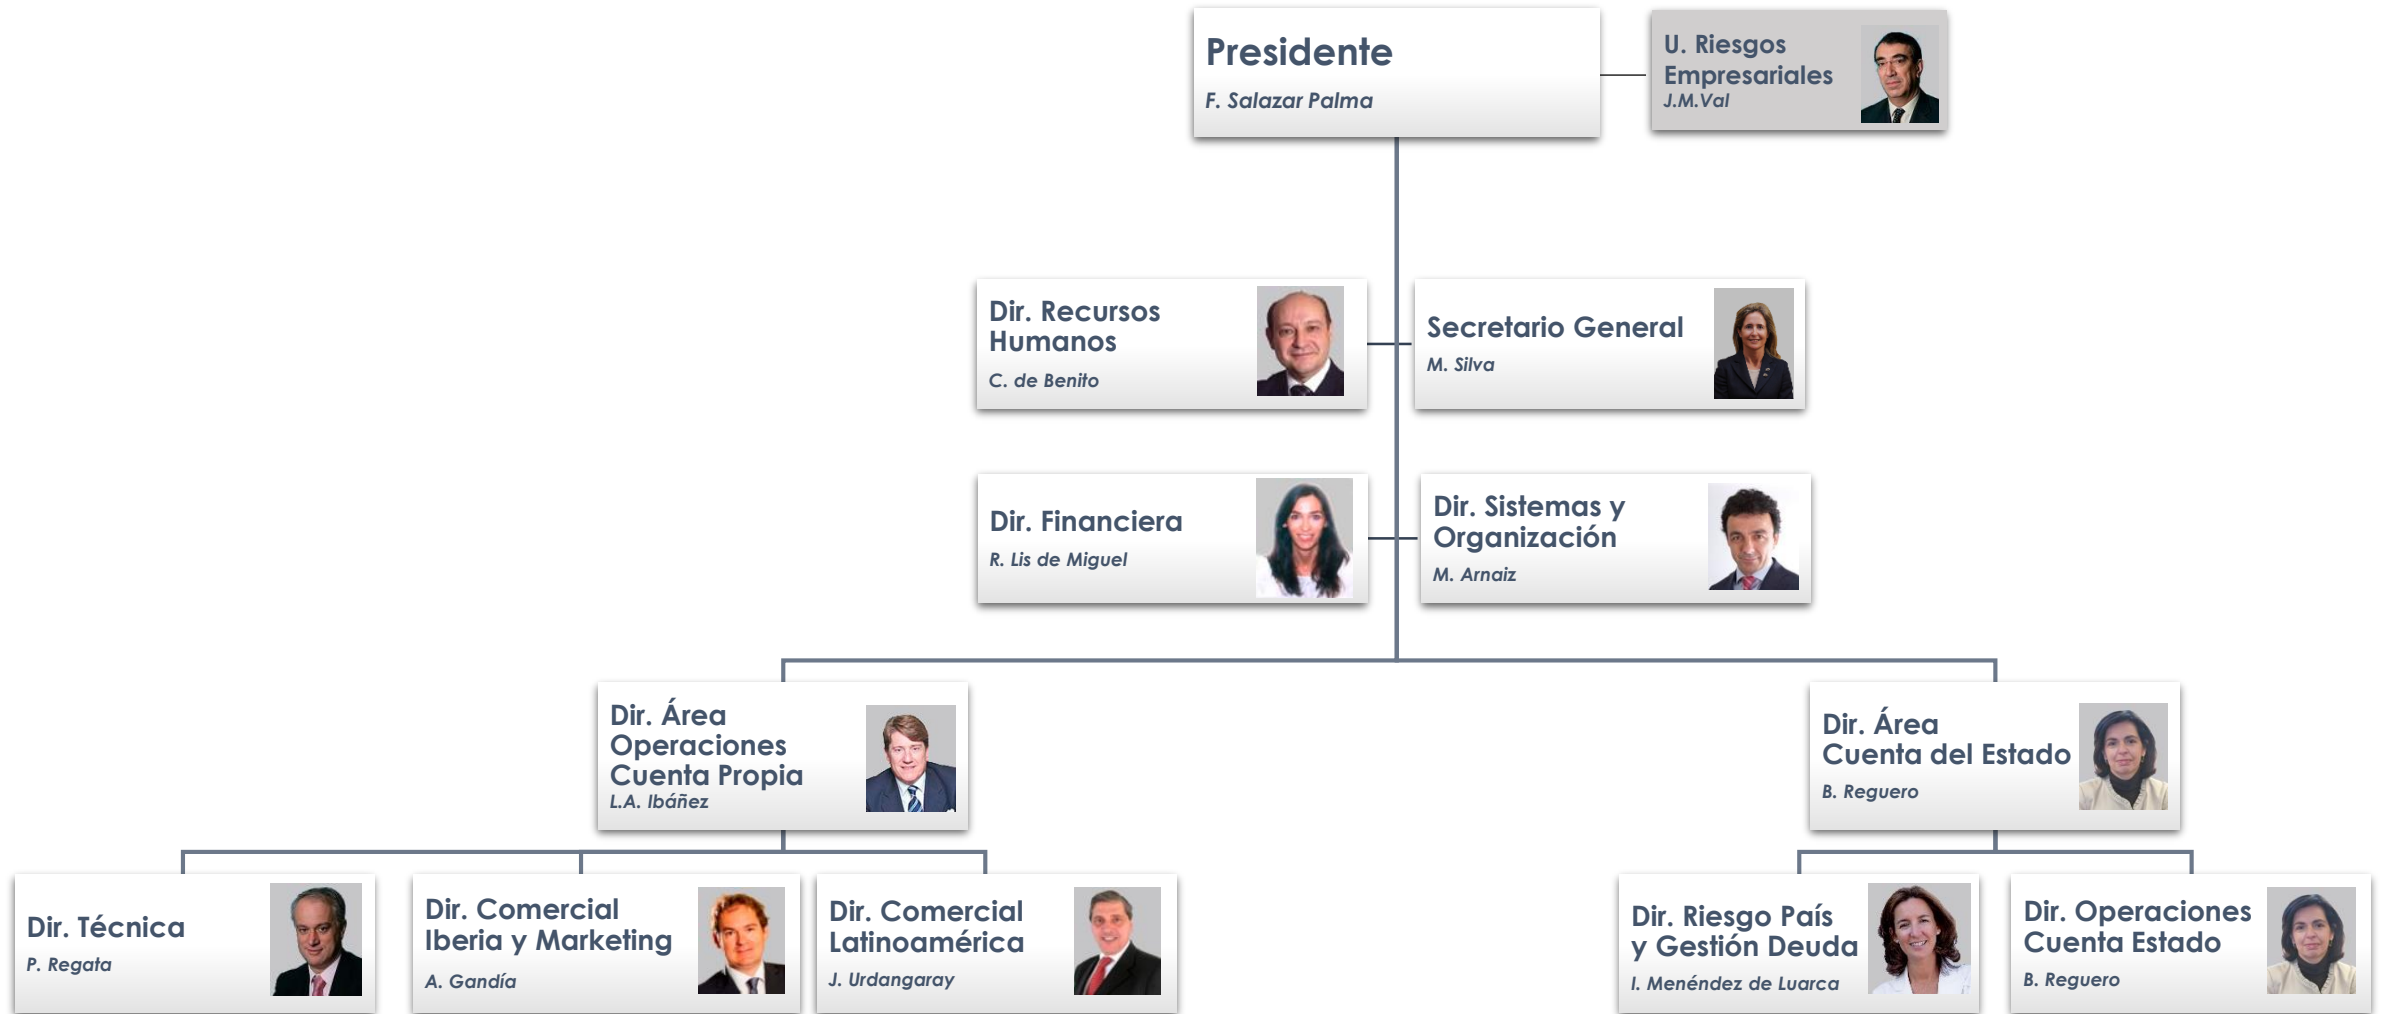 Presidente
F. Salazar Palma
U. Riesgos
Empresariales
J.M.Val
Dir. Recursos
Humanos
C. de Benito
Secretario General
M. Silva
Dir. Financiera
R. Lis de Miguel
Dir. Sistemas y
Organización
M. Arnaiz
Dir. Área
Operaciones
Cuenta Propia
L.A. Ibáñez
Dir. Área
Cuenta del Estado
B. Reguero
Dir. Técnica
P. Regata
Dir. Comercial
Iberia y Marketing
A. Gandía
Dir. Comercial
Latinoamérica
J. Urdangaray
Dir. Riesgo País
y Gestión Deuda
I. Menéndez de Luarca
Dir. Operaciones
Cuenta Estado
B. Reguero